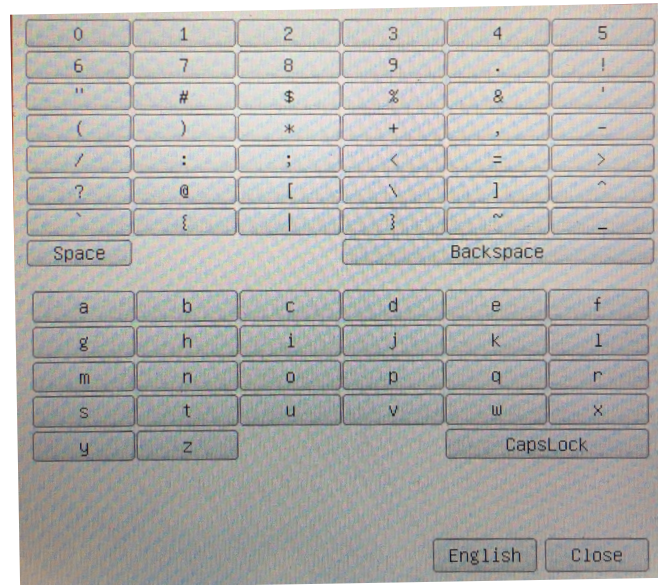 0 1 2 3 4 5
6 7 8 9 . !
" # $ % & '
( ) * + , -
/ : ; < = >
? @ [ \ ] ^
` { | } ~ _
Space Backspace
a b c d e f
g h i j k l
m n o p q r
s t u v w x
y z CapsLock
English Close